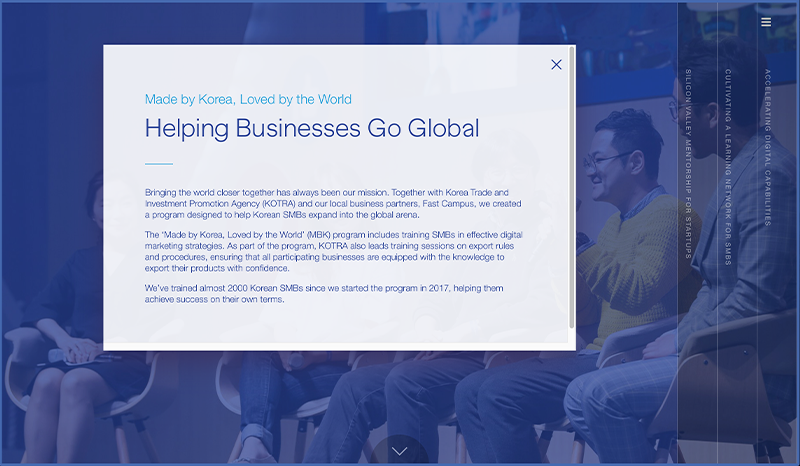 Made by Korea, Loved by the World
Helping Businesses Go Global
Bringing the world closer together has always been our mission. Together with Korea Trade and
Investment Promotion Agency (KOTRA) and our local business partners, Fast Campus, we created
a program designed to help Korean SMBs expand into the global arena.
The ‘Made by Korea, Loved by the World’ (MBK) program includes training SMBs in effective digital
marketing strategies. As part of the program, KOTRA also leads training sessions on export rules
and procedures, ensuring that all participating businesses are equipped with the knowledge to
export their products with confidence.
We’ve trained almost 2000 Korean SMBs since we started the program in 2017, helping them
achieve success on their own terms.
SILICON VALLEY MENTORSHIP FOR STARTUPS
CULTIVATING A LEARNING NETWORK FOR SMBS
ACCELERATING DIGITAL CAPABILITIES